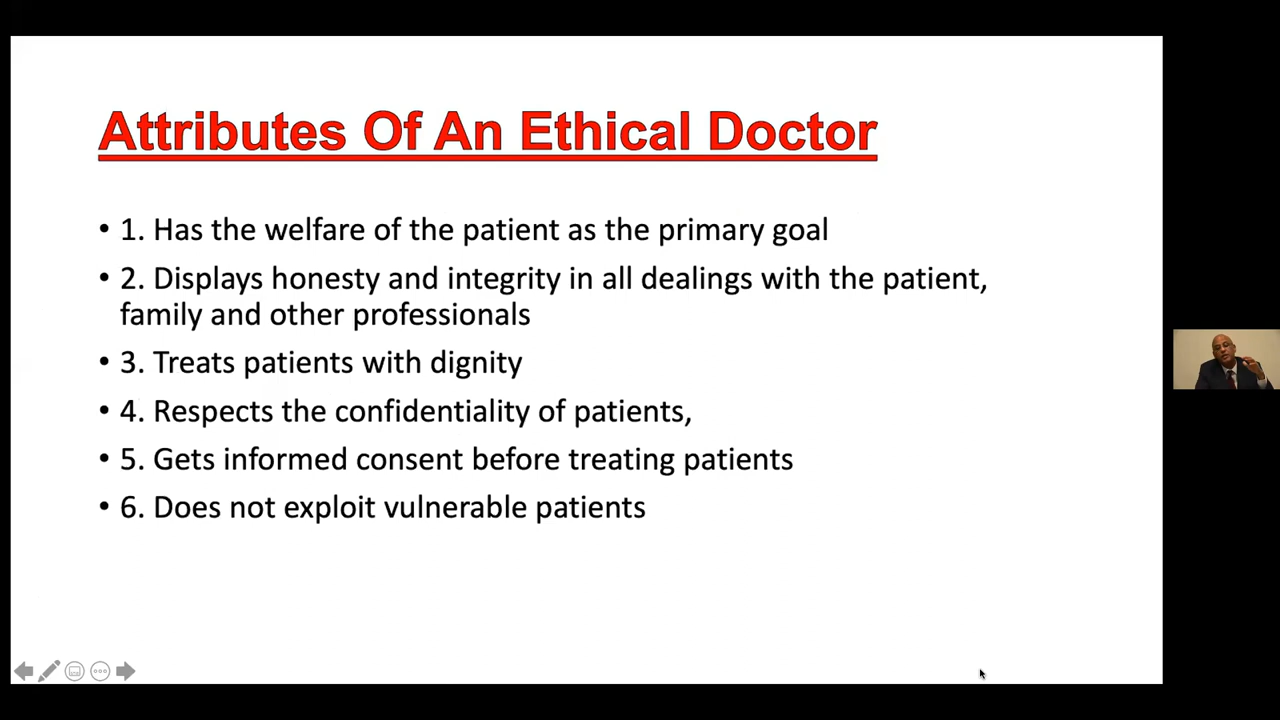 Attributes Of An Ethical Doctor
• 1. Has the welfare of the patient as the primary goal
• 2. Displays honesty and integrity in all dealings with the patient,
family and other professionals
• 3. Treats patients with dignity
• 4. Respects the confidentiality of patients,
• 5. Gets informed consent before treating patients
• 6. Does not exploit vulnerable patients